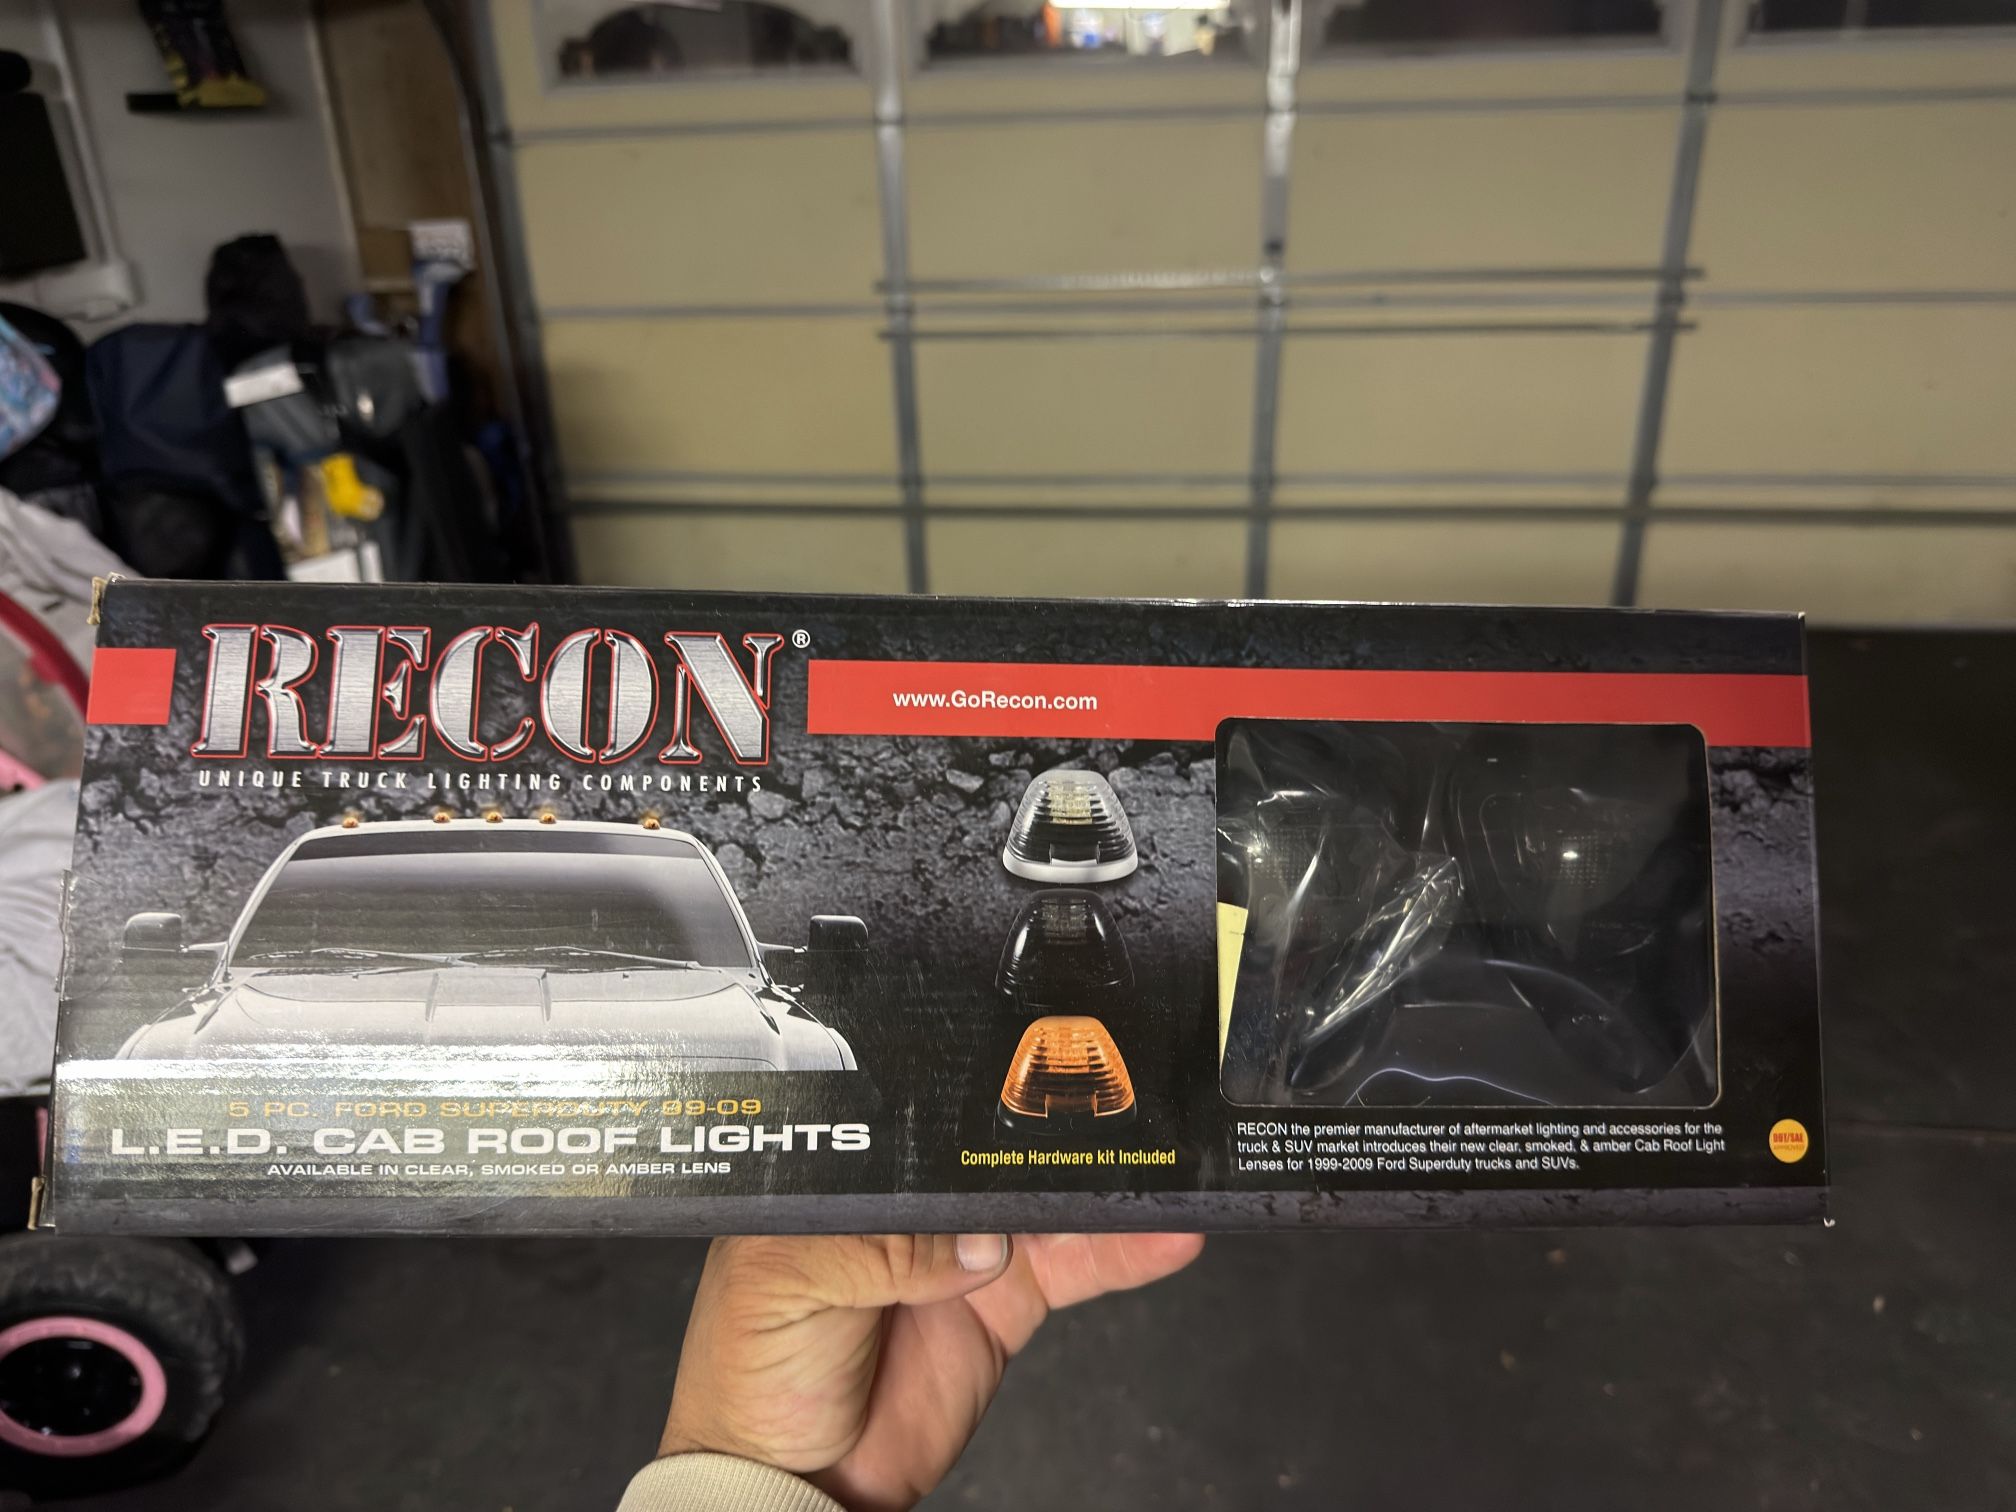 RECON®
UNIQUE TRUCK LIGHTING COMPONENTS
www.GoRecon.com
5 PC. FORD SUPERDUTY 99-09
L.E.D. CAB ROOF LIGHTS
AVAILABLE IN CLEAR, SMOKED OR AMBER LENS
Complete Hardware kit Included
RECON the premier manufacturer of aftermarket lighting and accessories for the
truck & SUV market introduces their new clear, smoked, & amber Cab Roof Light
Lenses for 1999-2009 Ford Superduty trucks and SUVs.
DOT/SAE
APPROVED